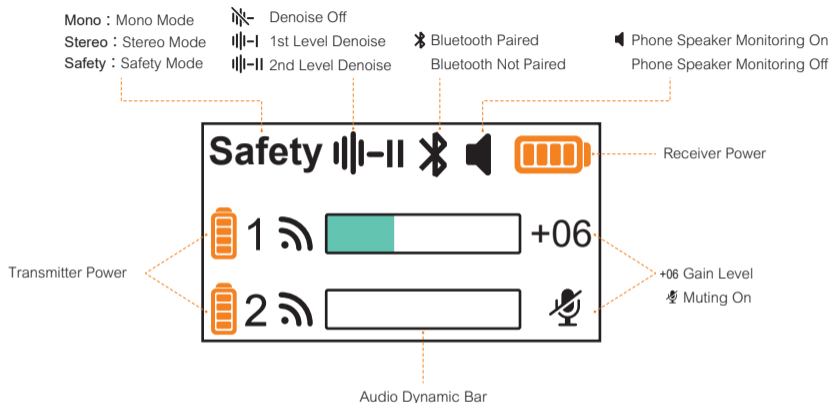 Mono：Mono Mode
Stereo：Stereo Mode
Safety：Safety Mode
Denoise Off
1st Level Denoise
2nd Level Denoise
Bluetooth Paired
Bluetooth Not Paired
Phone Speaker Monitoring On
Phone Speaker Monitoring Off
Safety -II
Receiver Power
1 +06
Transmitter Power
+06 Gain Level
Muting On
2
Audio Dynamic Bar